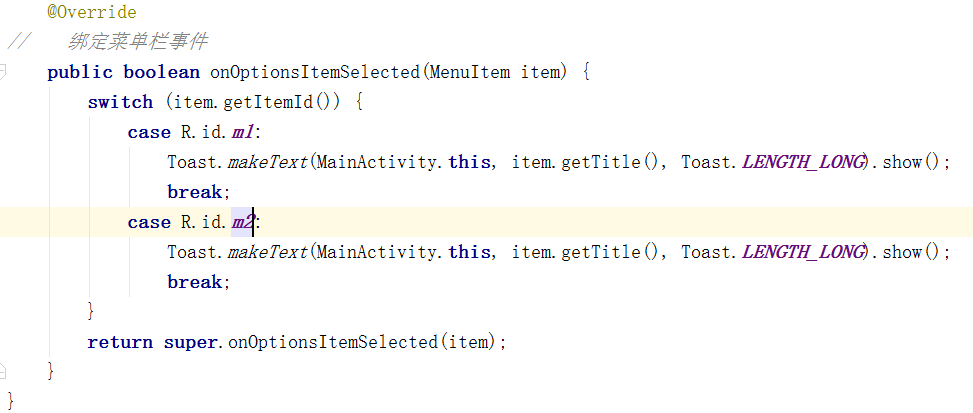 @Override
//   绑定菜单栏事件
public boolean onOptionsItemSelected(MenuItem item) {
switch (item.getItemId()) {
case R.id.m1:
Toast.makeText(MainActivity.this, item.getTitle(), Toast.LENGTH_LONG).show();
break;
case R.id.m2:
Toast.makeText(MainActivity.this, item.getTitle(), Toast.LENGTH_LONG).show();
break;
}
return super.onOptionsItemSelected(item);
}
}